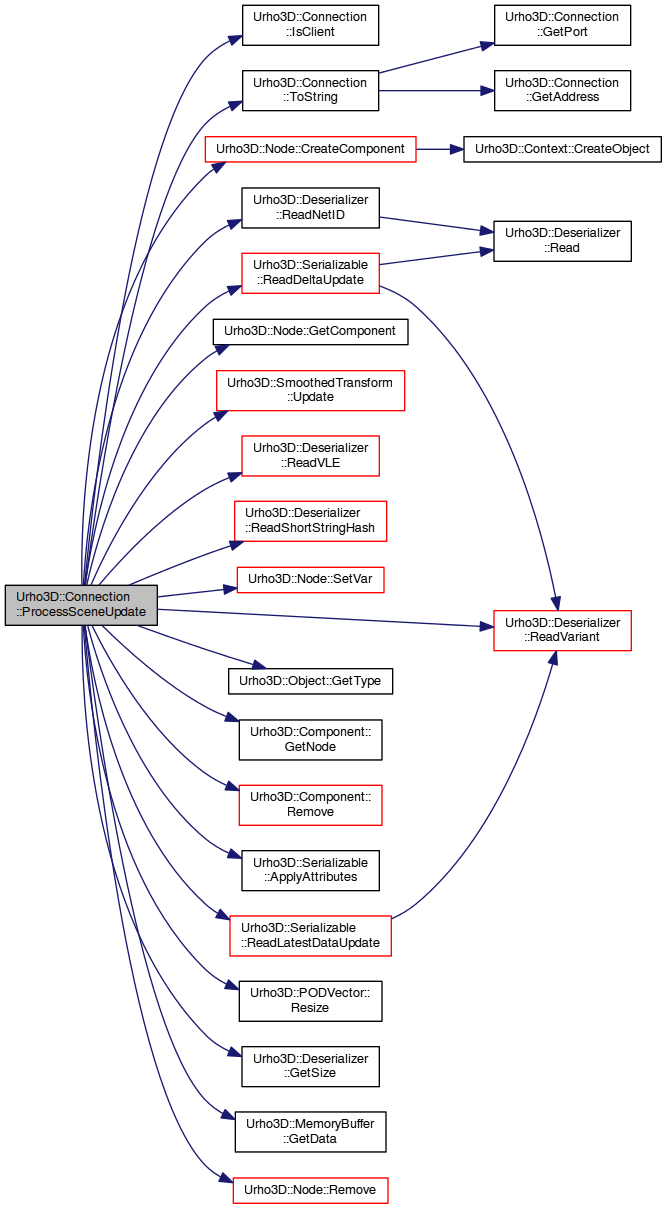 Urho3D::Connection
::IsClient
Urho3D::Connection
::GetPort
Urho3D::Connection
::ToString
Urho3D::Connection
::GetAddress
Urho3D::Node::CreateComponent
Urho3D::Context::CreateObject
Urho3D::Deserializer
::ReadNetID
Urho3D::Deserializer
::Read
Urho3D::Serializable
::ReadDeltaUpdate
Urho3D::Node::GetComponent
Urho3D::SmoothedTransform
::Update
Urho3D::Deserializer
::ReadVLE
Urho3D::Deserializer
::ReadShortStringHash
Urho3D::Node::SetVar
Urho3D::Connection
::ProcessSceneUpdate
Urho3D::Deserializer
::ReadVariant
Urho3D::Object::GetType
Urho3D::Component::
GetNode
Urho3D::Component::
Remove
Urho3D::Serializable
::ApplyAttributes
Urho3D::Serializable
::ReadLatestDataUpdate
Urho3D::PODVector::
Resize
Urho3D::Deserializer
::GetSize
Urho3D::MemoryBuffer
::GetData
Urho3D::Node::Remove